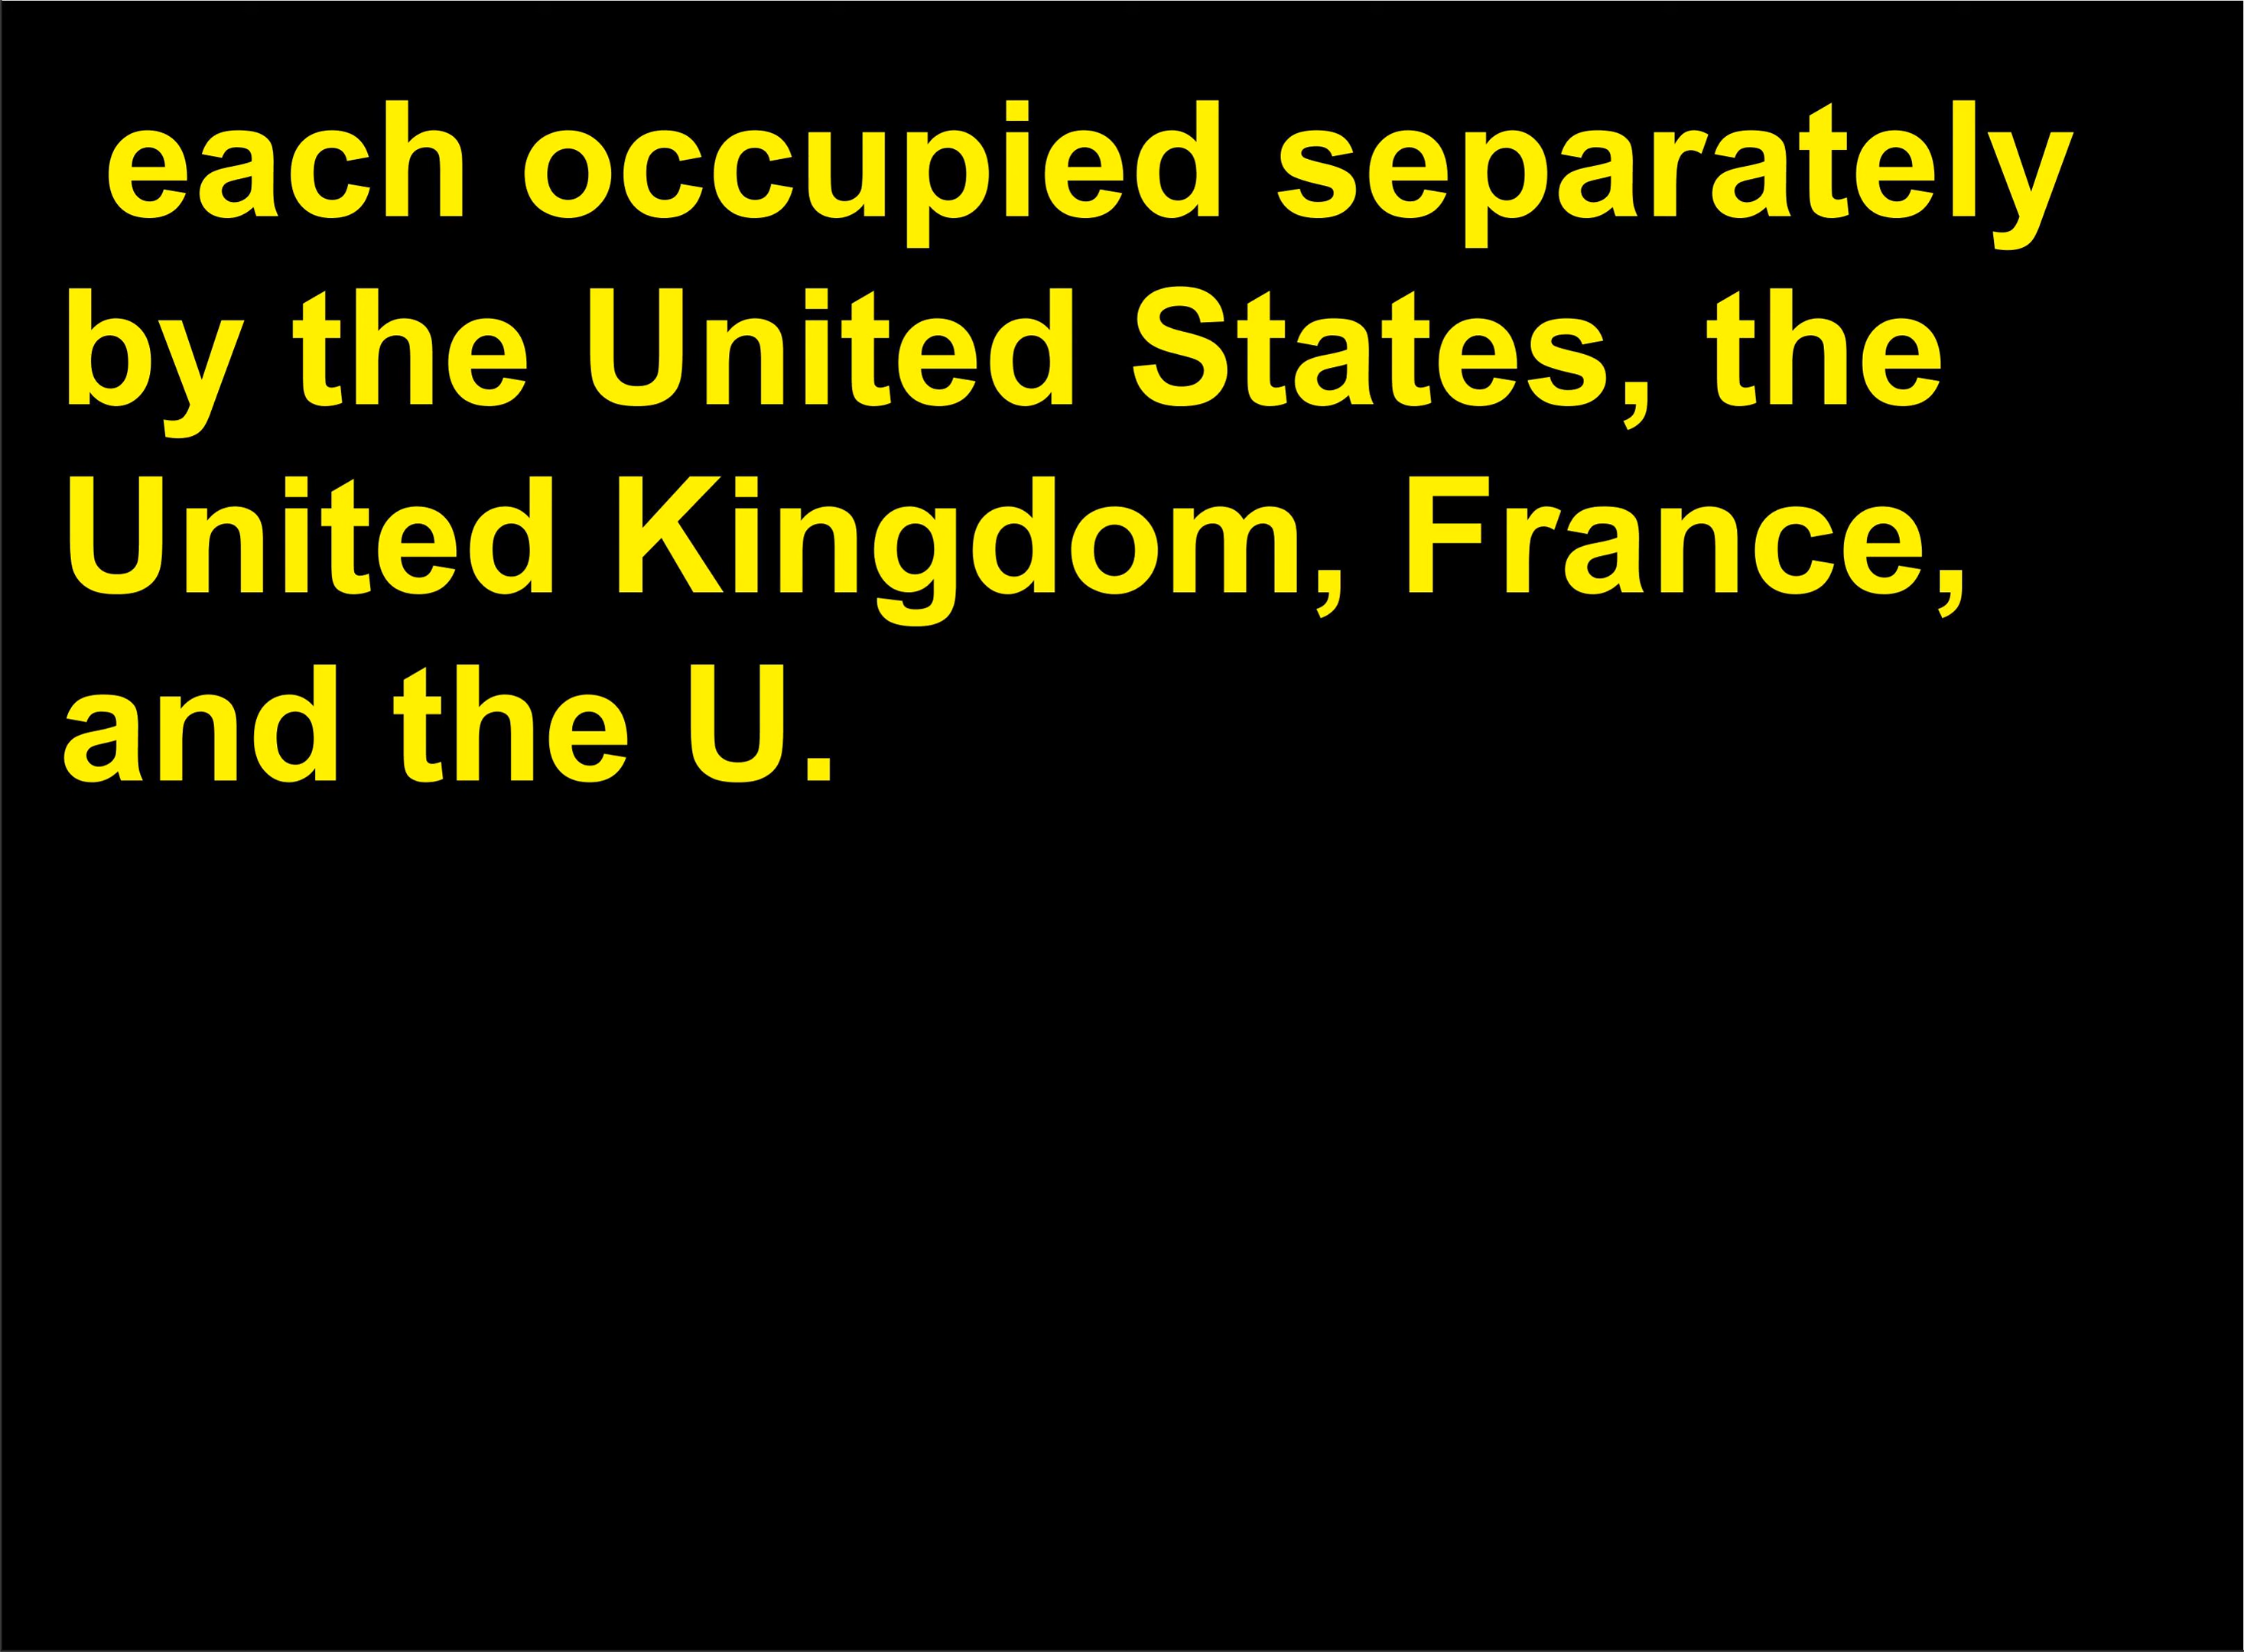 each occupied separately
by the United States, the
United Kingdom, France,
and the U.